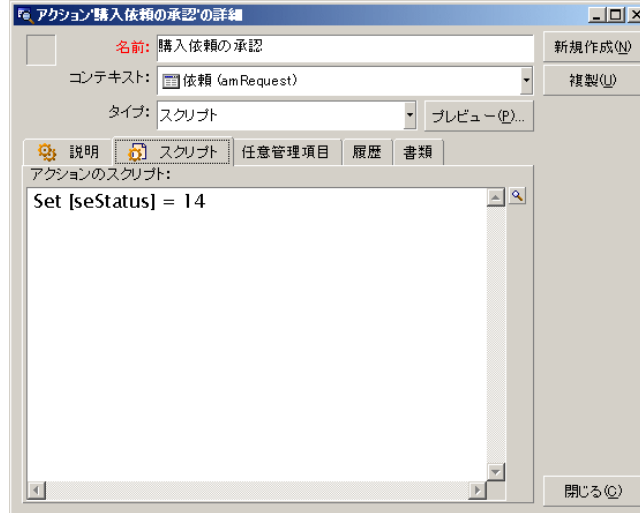 アクション'購入依頼の承認'の詳細
名前: 購入依頼の承認
新規作成(N)
コンテキスト: 依頼 (amRequest)
複製(U)
タイプ: スクリプト
プレビュー(P)...
説明 スクリプト 任意管理項目 履歴 書類
アクションのスクリプト:
Set [seStatus] = 14
閉じる(C)